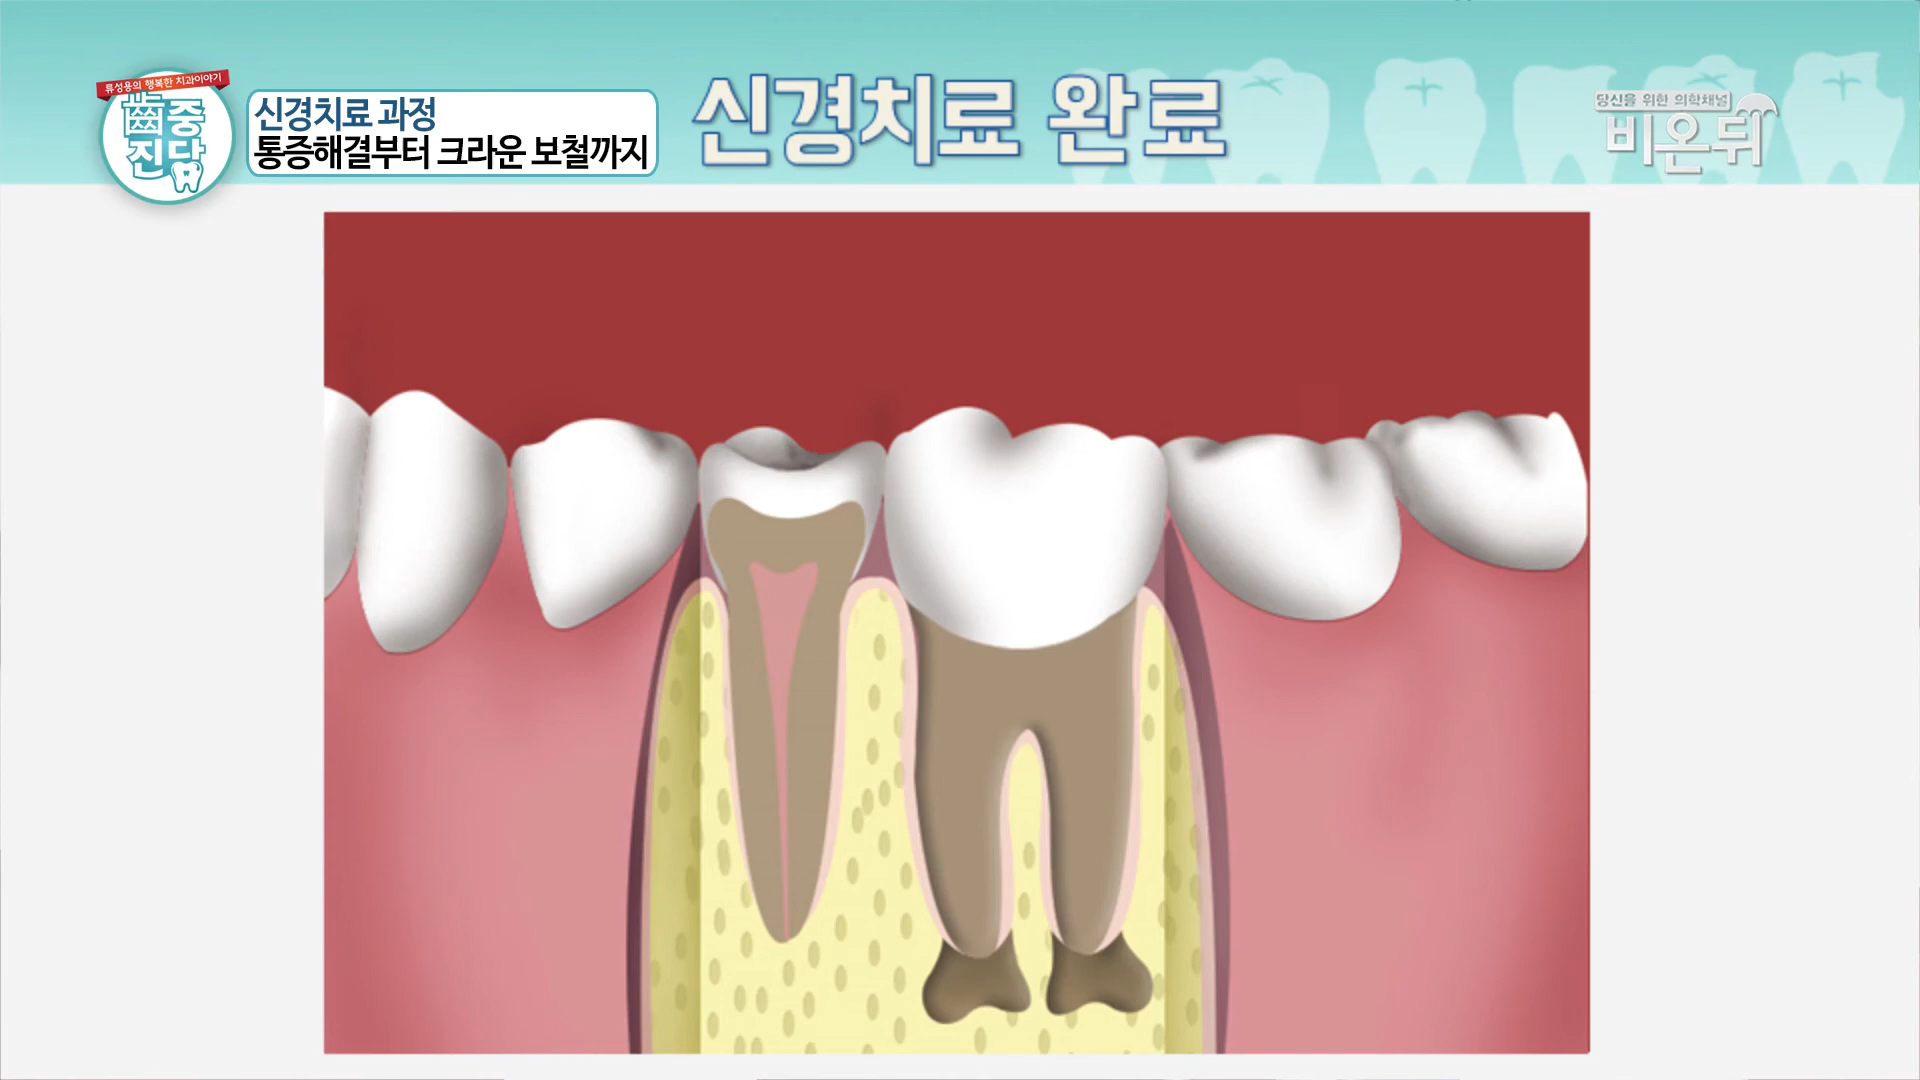 류성용의 행복한 치과이야기
齒중
진담
신경치료 과정
통증해결부터 크라운 보철까지
신경치료 완료
당신을 위한 의학채널
비온뒤